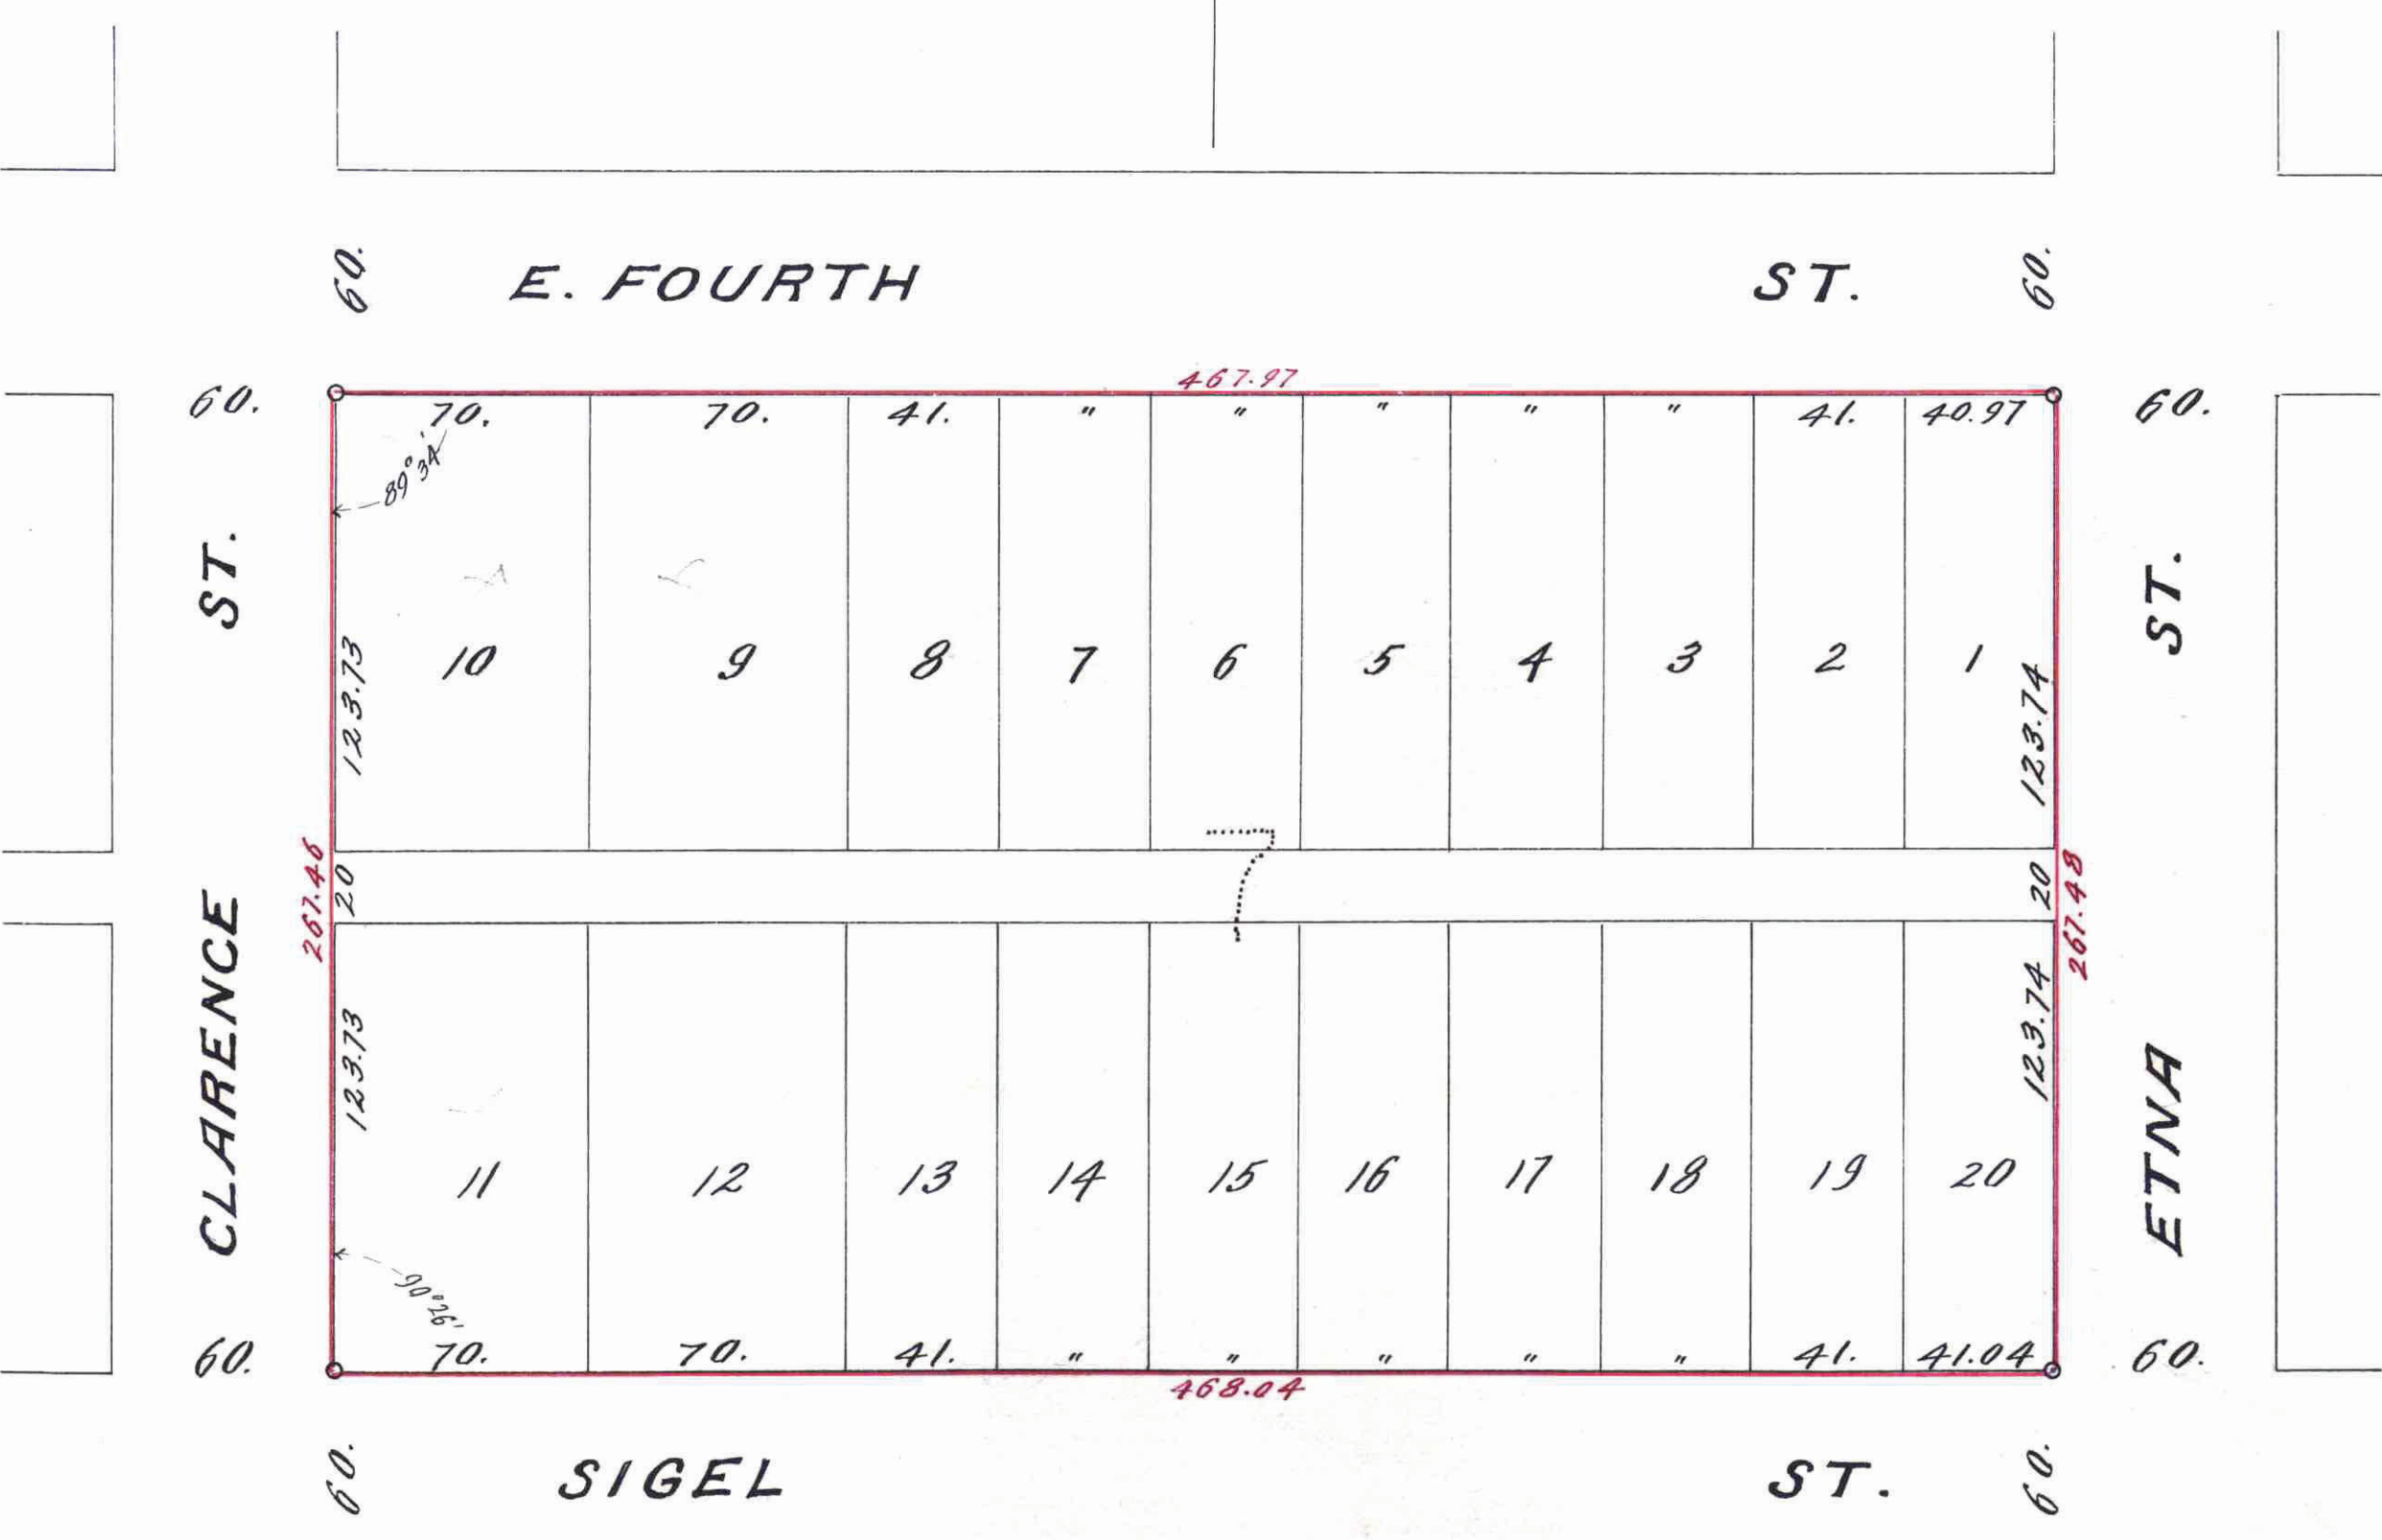 60. E. FOURTH ST. 60.
467.97
60. 60.
70. 70. 41. " " " " " 41. 40.97
89°34'
CLARENCE ST.
ETNA ST.
123.73
123.74
10 9 8 7 6 5 4 3 2 1
267.46
20
20
267.48
123.73
123.74
11 12 13 14 15 16 17 18 19 20
90°26'
70. 70. 41. " " " " " 41. 41.04
60. 60.
468.04
60. SIGEL ST. 60.